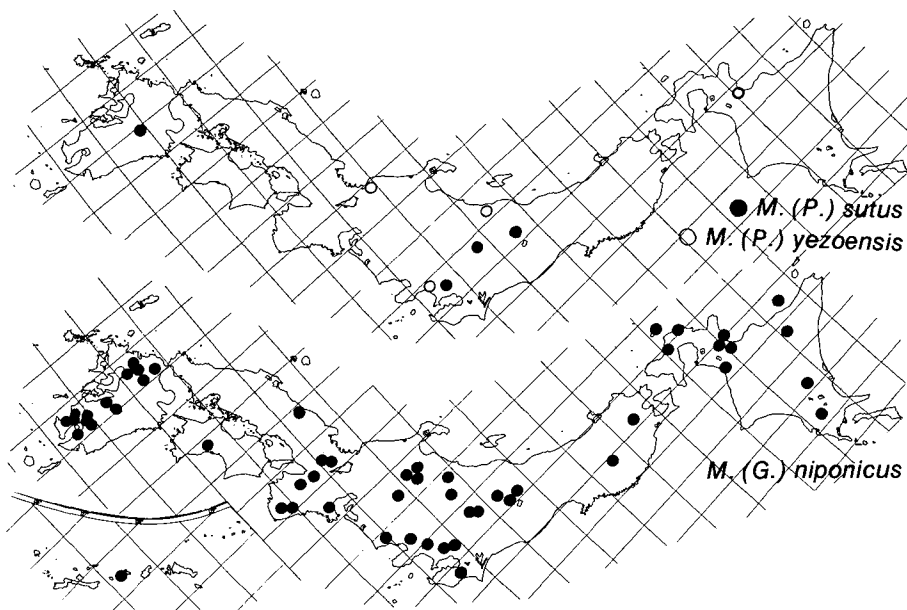 M. (P.) sutus
M. (P.) yezoensis
M. (G.) niponicus